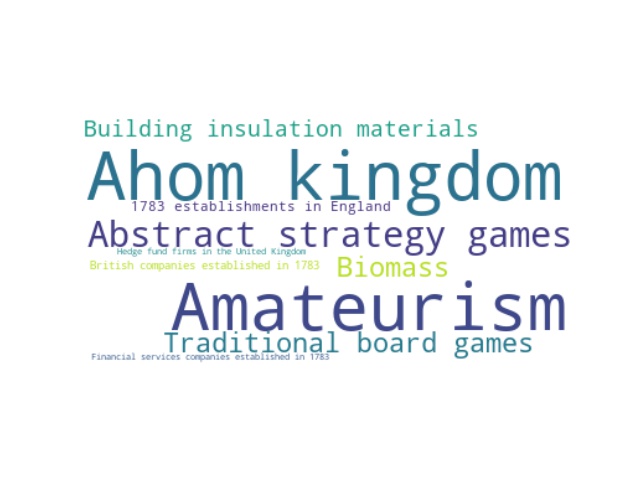 Building insulation materials
Ahom kingdom
1783 establishments in England
Abstract strategy games
Hedge fund firms in the United Kingdom
British companies established in 1783
Biomass
Amateurism
Traditional board games
Financial services companies established in 1783